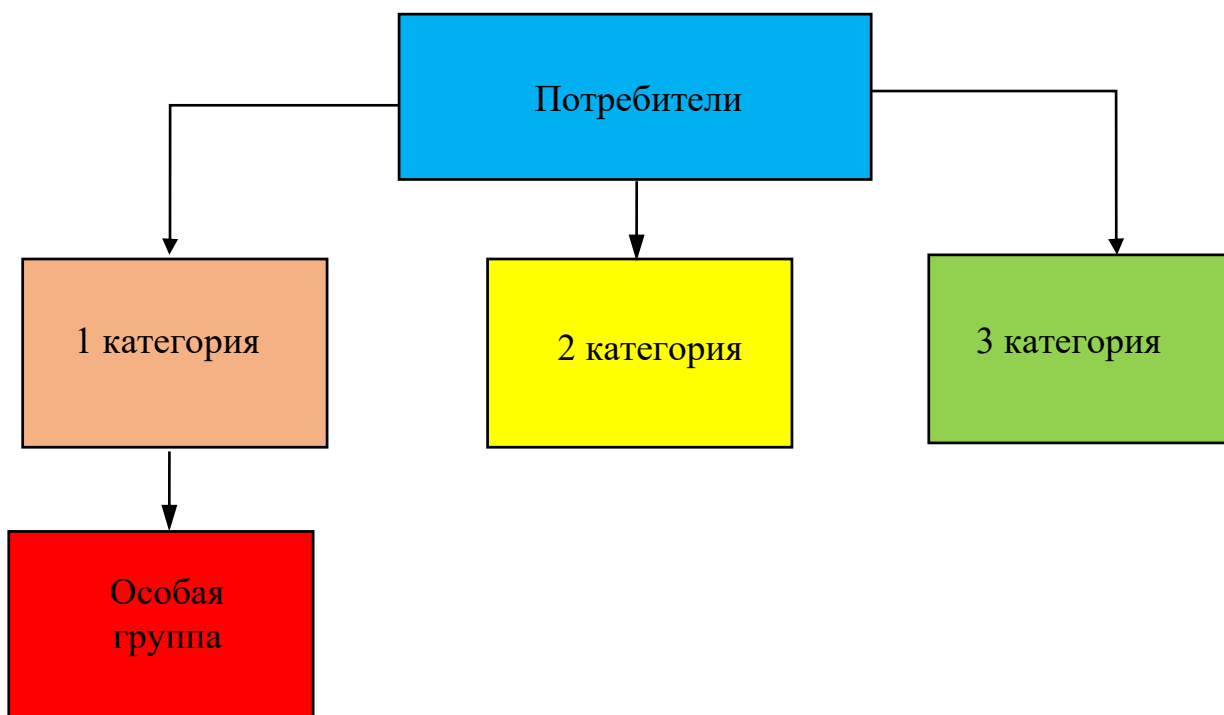 Потребители
1 категория
2 категория
3 категория
Особая
группа